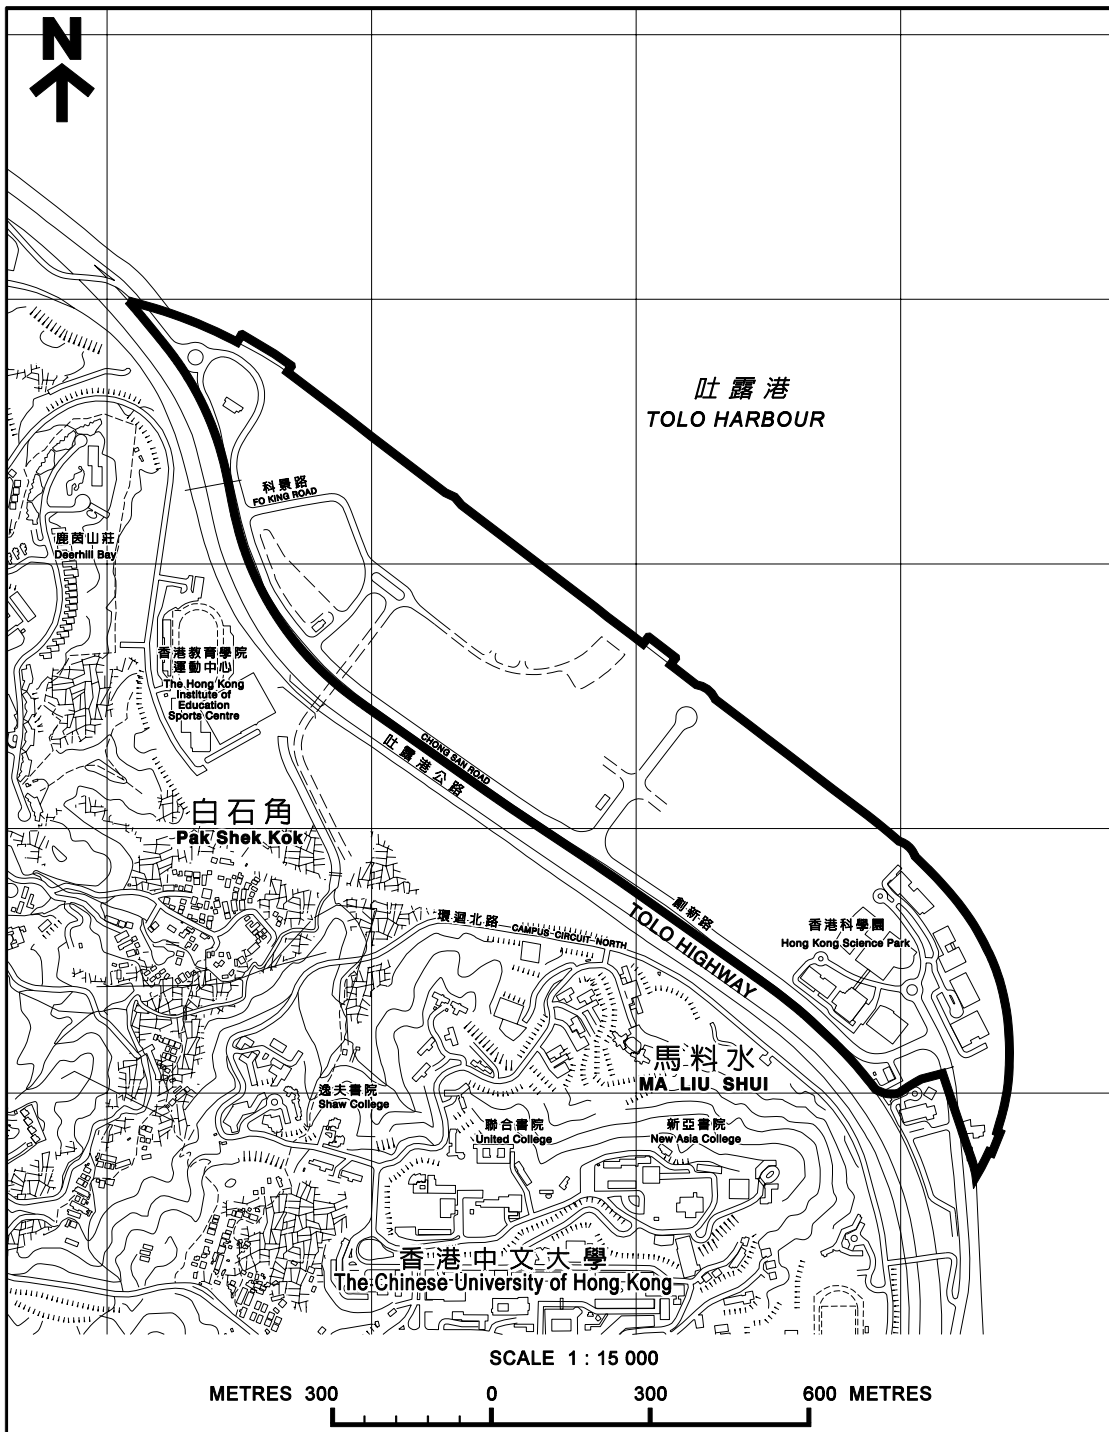 N
吐露港
TOLO HARBOUR
科景路
FO KING ROAD
鹿茵山莊
Deerhill Bay
香港教育學院
運動中心
The Hong Kong
Institute of
Education
Sports Centre
CHONG SAN ROAD
吐露港公路
白石角
Pak Shek Kok
創新路
TOLO HIGHWAY
香港科學園
Hong Kong Science Park
環迴北路 CAMPUS CIRCUIT NORTH
馬料水
MA LIU SHUI
逸夫書院
Shaw College
聯合書院
United College
新亞書院
New Asia College
香港中文大學
The Chinese University of Hong Kong
SCALE 1 : 15 000
METRES 300 0 300 600 METRES